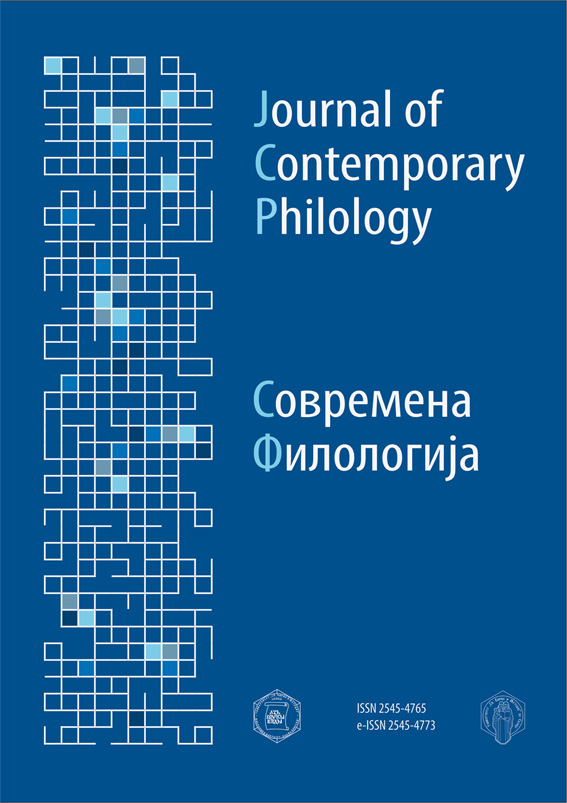 Journal of
Contemporary
Philology
Современа
Филологија
ISSN 2545-4765
e-ISSN 2545-4773